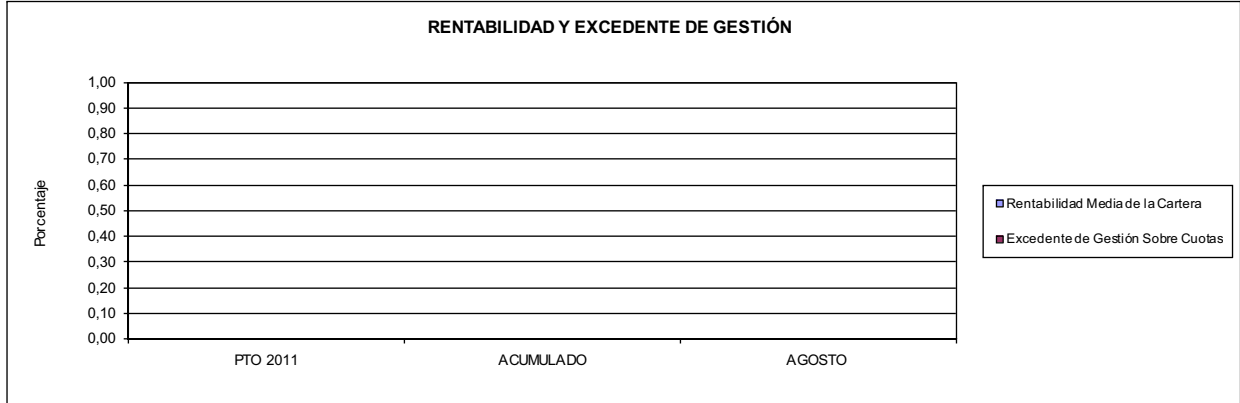 RENTABILIDAD Y EXCEDENTE DE GESTIÓN
1,00
0,90
0,80
0,70
0,60
0,50
0,40
0,30
0,20
0,10
0,00
Porcentaje
PTO 2011
ACUMULADO
AGOSTO
Rentabilidad Media de la Cartera
Excedente de Gestión Sobre Cuotas